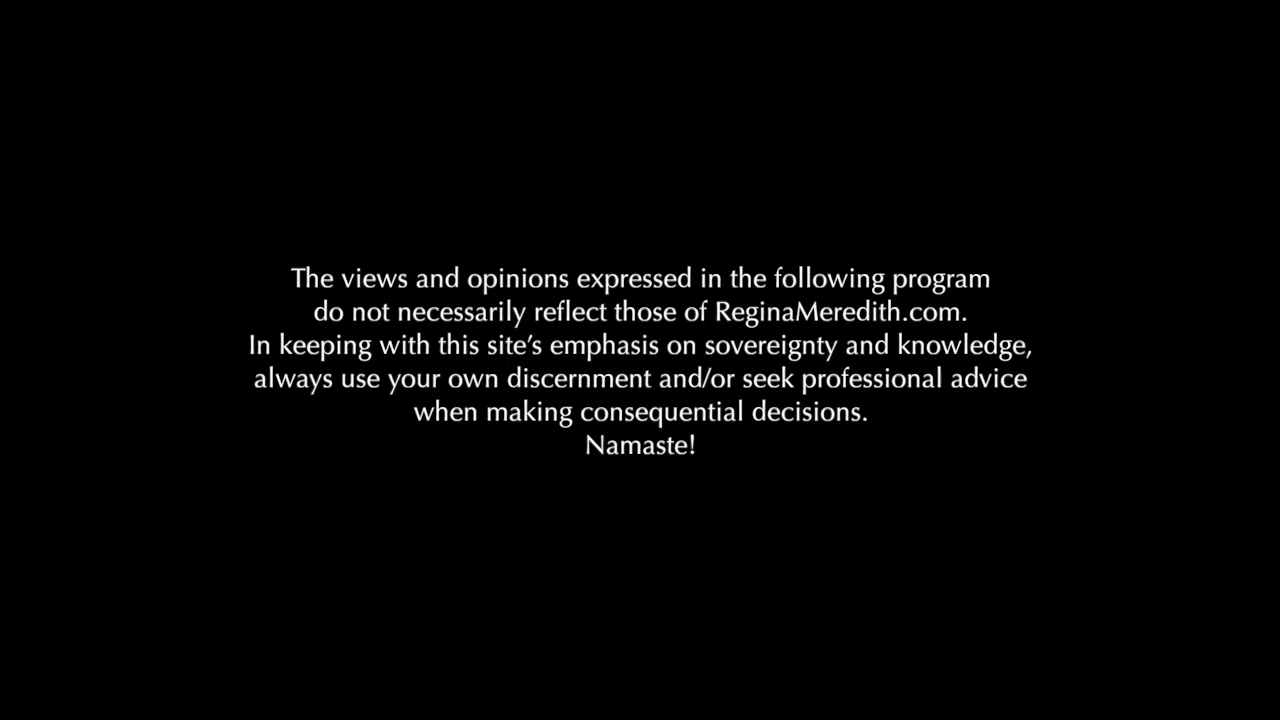 The views and opinions expressed in the following program
do not necessarily reflect those of ReginaMeredith.com.
In keeping with this site’s emphasis on sovereignty and knowledge,
always use your own discernment and/or seek professional advice
when making consequential decisions.
Namaste!